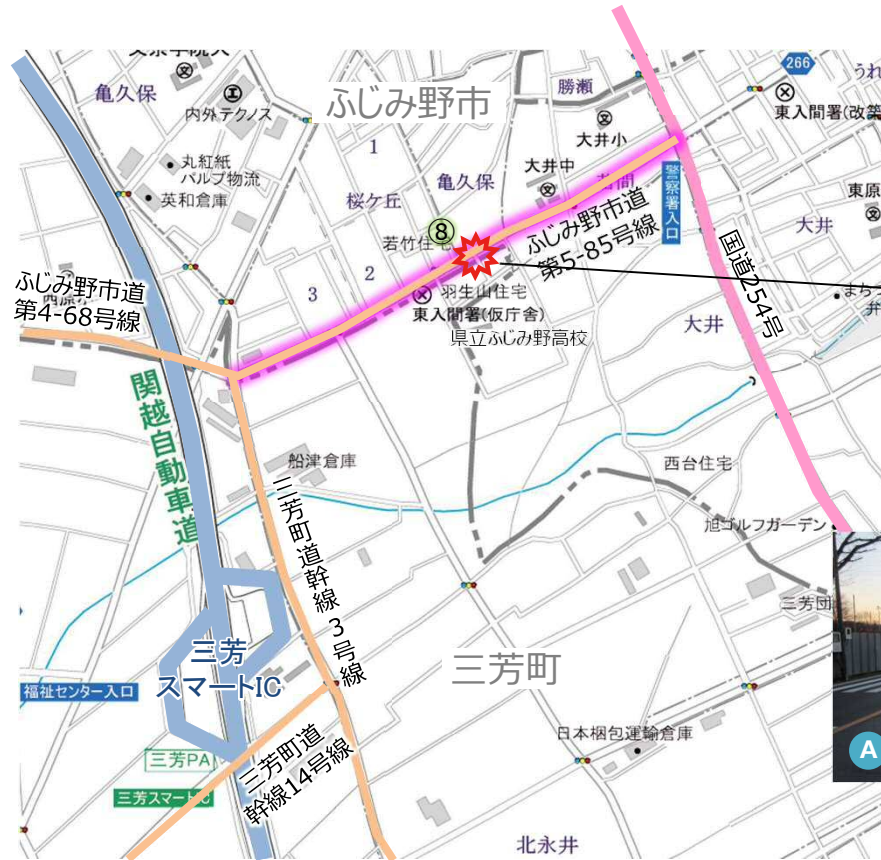 亀久保
内外テクノス
丸紅紙
パルプ物流
英和倉庫
ふじみ野市
勝瀬
266
東入間署(改築
大井小
大井中
1
亀久保
桜ケ丘
苗間
警察署入口
東原
大井
⑧
若竹住宅
2
3
ふじみ野市道
第5-85号線
国道254号
羽生山住宅
東入間署(仮庁舎)
県立ふじみ野高校
ふじみ野市道
第4-68号線
大井
まち
弁
関越自動車道
船津倉庫
西台住宅
三芳町道幹線3号線
旭ゴルフガーデン
三芳団
三芳
スマートIC
三芳町
福祉センター入口
三芳PA
三芳スマートIC
三芳町道
幹線14号線
日本梱包運輸倉庫
A
北永井